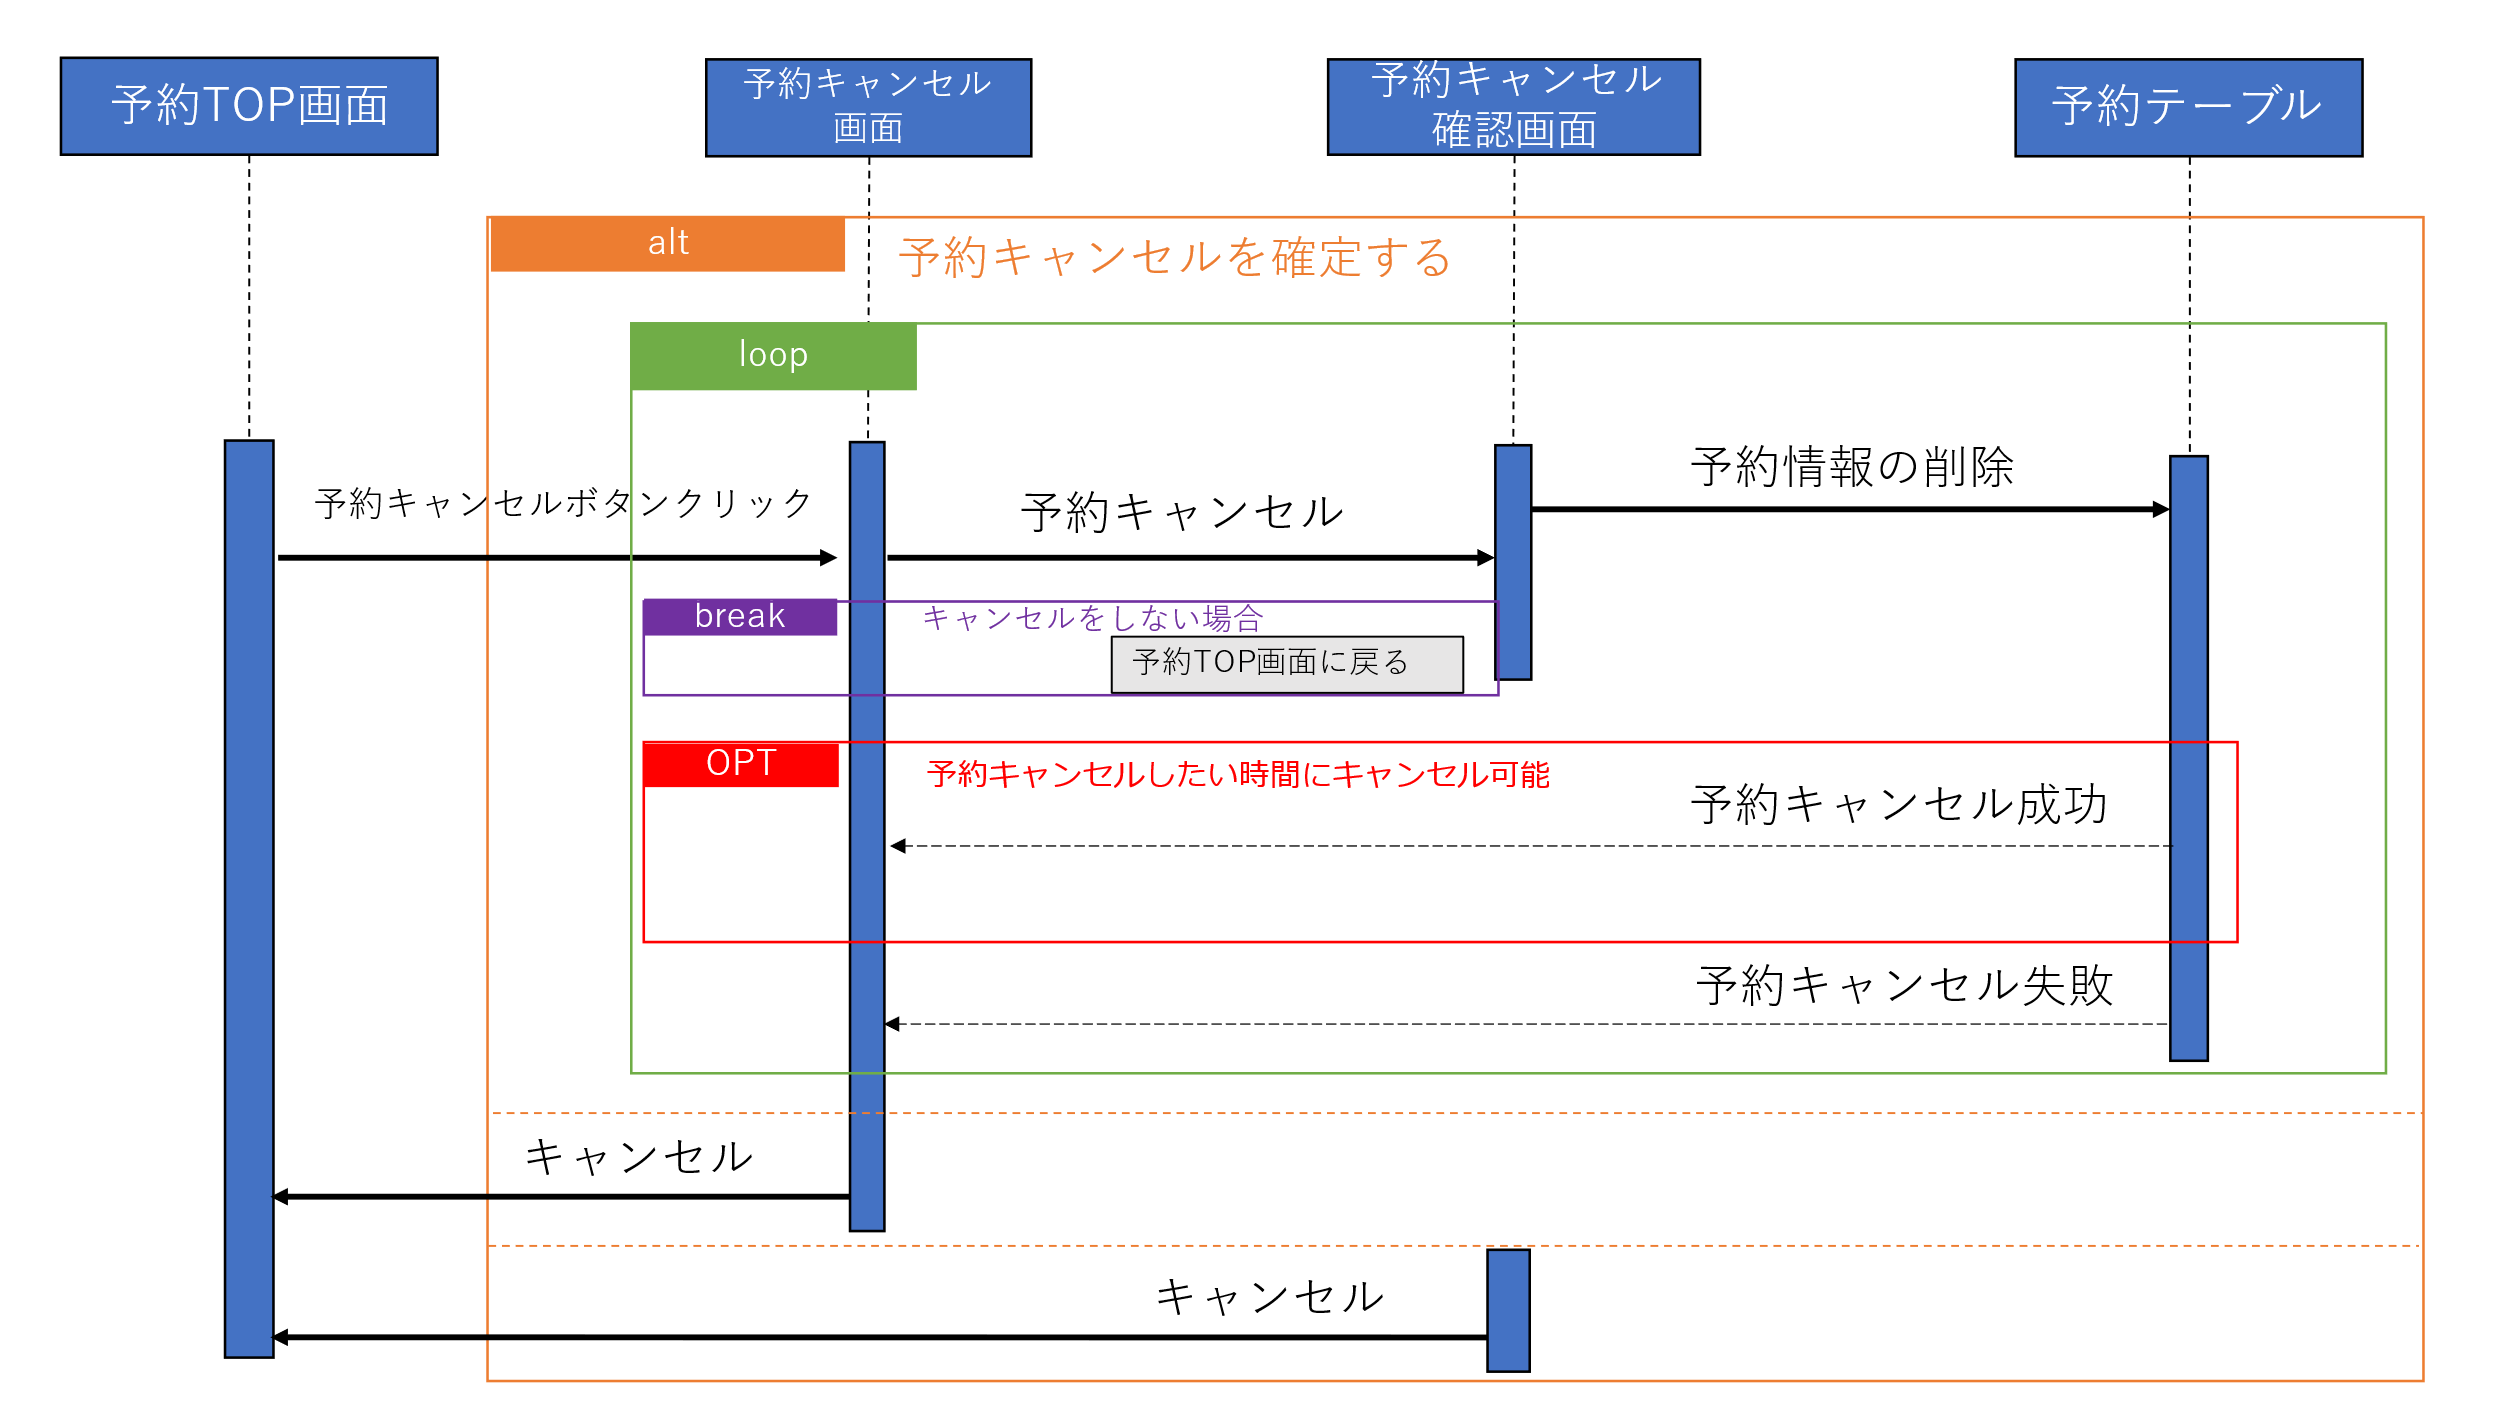 予約TOP画面
予約キャンセル
画面
予約キャンセル
確認画面
予約テーブル
alt
予約キャンセルを確定する
loop
予約情報の削除
予約キャンセルボタンクリック
予約キャンセル
break
キャンセルをしない場合
予約TOP画面に戻る
OPT
予約キャンセルしたい時間にキャンセル可能
予約キャンセル成功
予約キャンセル失敗
キャンセル
キャンセル